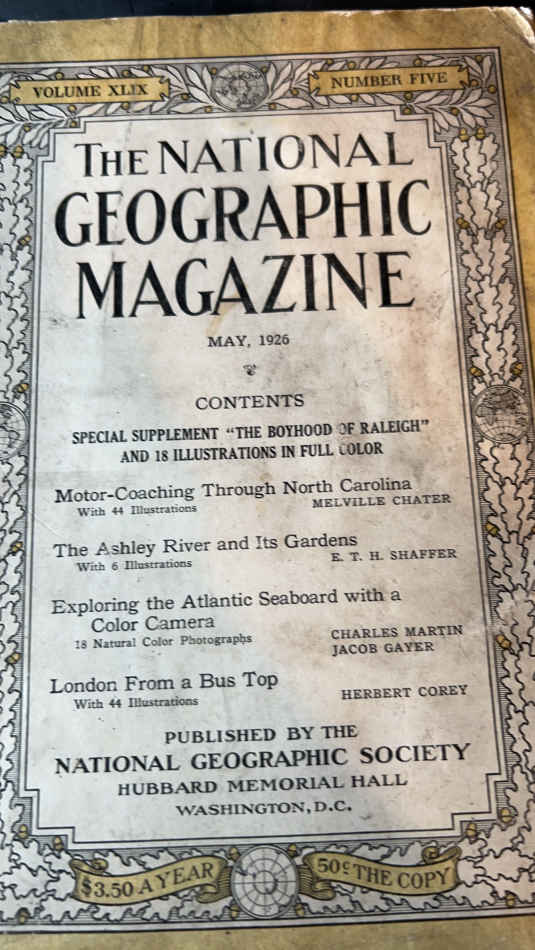 VOLUME XLIX
NUMBER FIVE
THE NATIONAL
GEOGRAPHIC
MAGAZINE
MAY, 1926
CONTENTS
SPECIAL SUPPLEMENT "THE BOYHOOD OF RALEIGH"
AND 18 ILLUSTRATIONS IN FULL COLOR
Motor-Coaching Through North Carolina
With 44 Illustrations MELVILLE CHATER
The Ashley River and Its Gardens
With 6 Illustrations E. T. H. SHAFFER
Exploring the Atlantic Seaboard with a
Color Camera
18 Natural Color Photographs CHARLES MARTIN
JACOB GAYER
London From a Bus Top
With 44 Illustrations HERBERT COREY
PUBLISHED BY THE
NATIONAL GEOGRAPHIC SOCIETY
HUBBARD MEMORIAL HALL
WASHINGTON, D.C.
$3.50 A YEAR
50¢ THE COPY